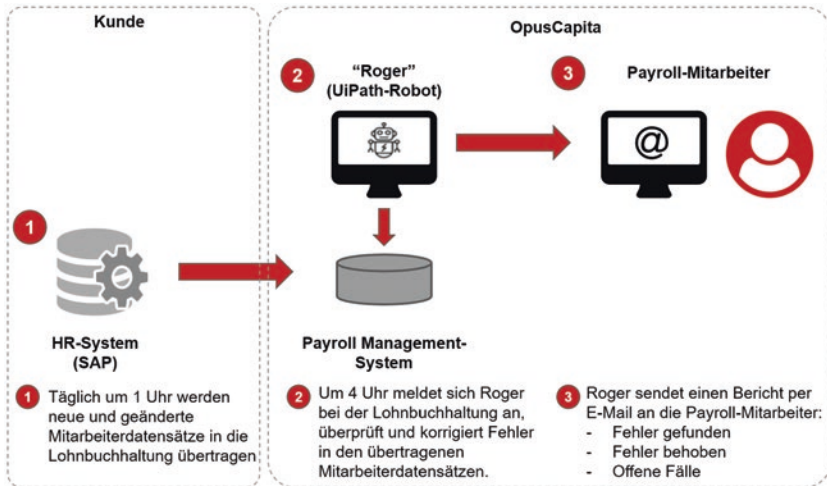 Kunde
OpusCapita
2
“Roger”
(UiPath-Robot)
3
Payroll-Mitarbeiter
@
1
HR-System
(SAP)
Payroll Management-
System
1 Täglich um 1 Uhr werden
neue und geänderte
Mitarbeiterdatensätze in die
Lohnbuchhaltung übertragen
2 Um 4 Uhr meldet sich Roger
bei der Lohnbuchhaltung an,
überprüft und korrigiert Fehler
in den übertragenen
Mitarbeiterdatensätzen.
3 Roger sendet einen Bericht per
E-Mail an die Payroll-Mitarbeiter:
- Fehler gefunden
- Fehler behoben
- Offene Fälle